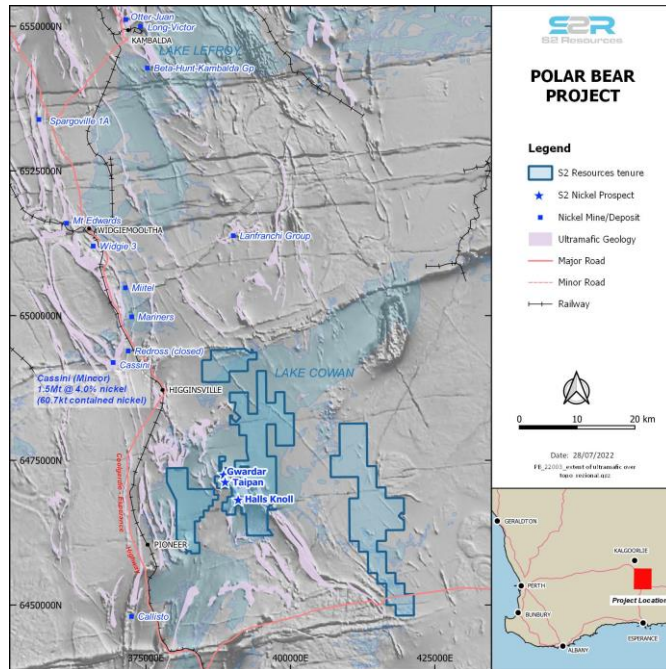 6550000N
6525000N
6500000N
6475000N
6450000N
375000E
400000E
425000E
Otter-Juan
Long-Victor
KAMBALDA
LAKE LEFROY
Beta-Hunt-Kambalda Gp
Spargoville 1A
Mt Edwards
WIDGIEMOOLTHA
Widgie 3
Lanfranchi Group
Miitel
Mariners
Redross (closed)
Cassini
Cassini (Mincor)
1.5Mt @ 4.0% nickel
(60.7kt contained nickel)
LAKE COWAN
HIGGINSVILLE
Gwardar
Taipan
Halls Knoll
Coolgardie - Esperance
Highway
PIONEER
Callisto
S2R
S2 Resources
POLAR BEAR
PROJECT
Legend
S2 Resources tenure
S2 Nickel Prospect
Nickel Mine/Deposit
Ultramafic Geology
Major Road
Minor Road
Railway
0 10 20 km
Date: 28/07/2022
GERALDTON
KALGOORLIE
PERTH
Project Location
BUNBURY
ESPERANCE
ALBANY